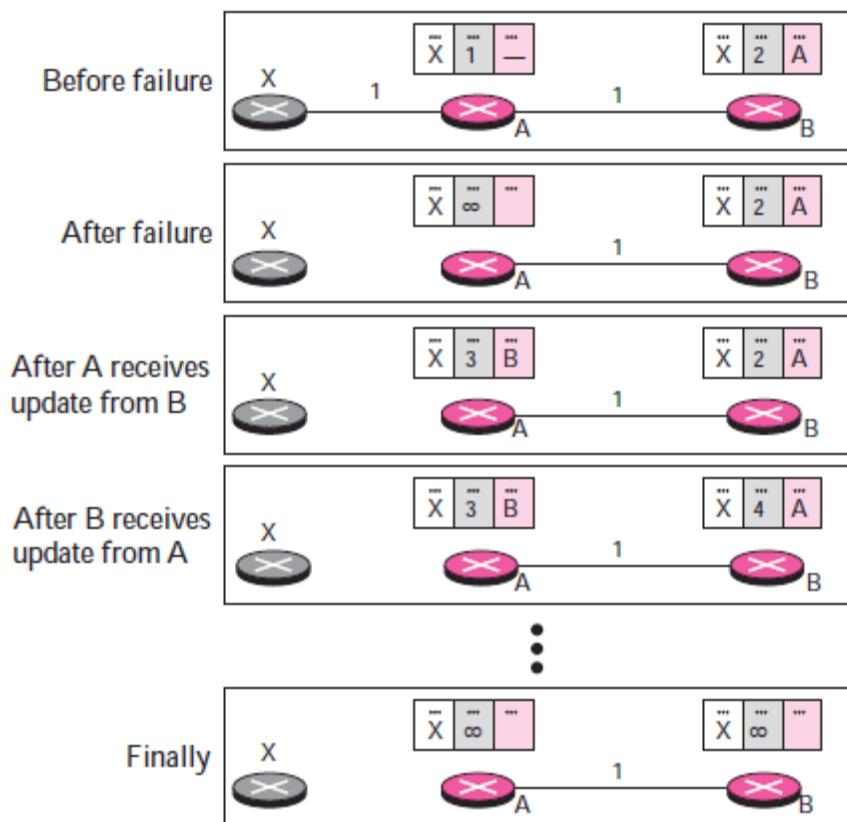 Before failure
X
1
X 1 —
A
1
X 2 A
B
After failure
X
X ∞
A
1
X 2 A
B
After A receives
update from B
X
X 3 B
A
1
X 2 A
B
After B receives
update from A
X
X 3 B
A
1
X 4 A
B
Finally
X
X ∞
A
1
X ∞
B